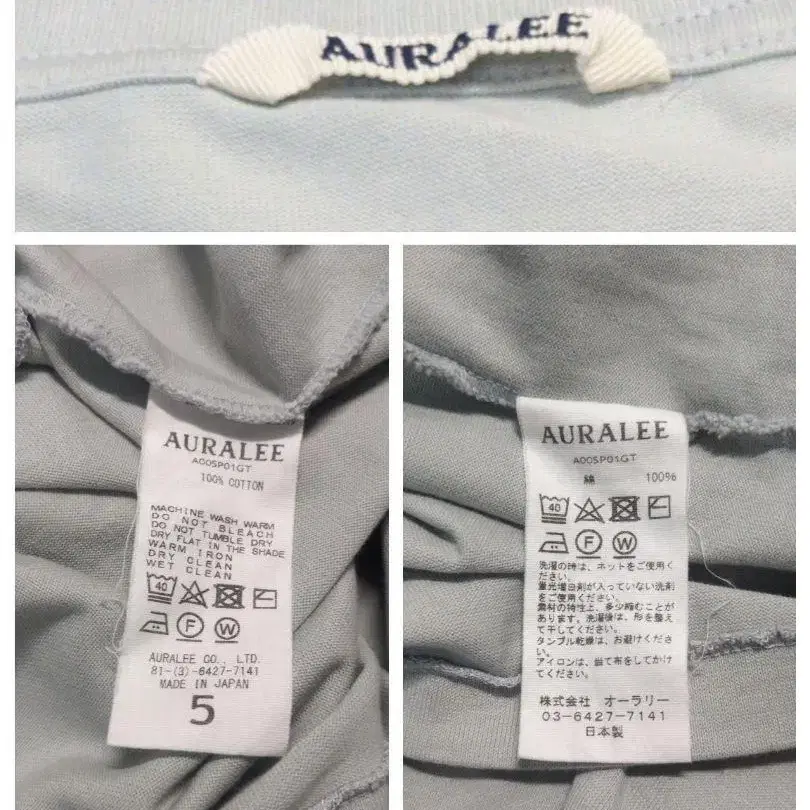 AURALEE
AURALEE
A00SP01GT
100% COTTON
MACHINE WASH WARM
DO NOT BLEACH
DO NOT TUMBLE DRY
DRY FLAT IN THE SHADE
WARM IRON
DRY CLEAN
WET CLEAN
40
F W
AURALEE CO., LTD.
81-(3)-6427-7141
MADE IN JAPAN
5
AURALEE
A00SP01GT
綿 100%
40
F W
洗濯の時は、ネットをご使用く
ださい。
蛍光増白剤が入っていない洗剤
をご使用ください。
素材の特性上、多少縮むことが
あります。洗濯後は、形を整え
て干してください。
タンブル乾燥は、お避けくださ
い。
アイロンは、当て布をしてかけ
てください。
株式会社 オーラリー
03-6427-7141
日本製